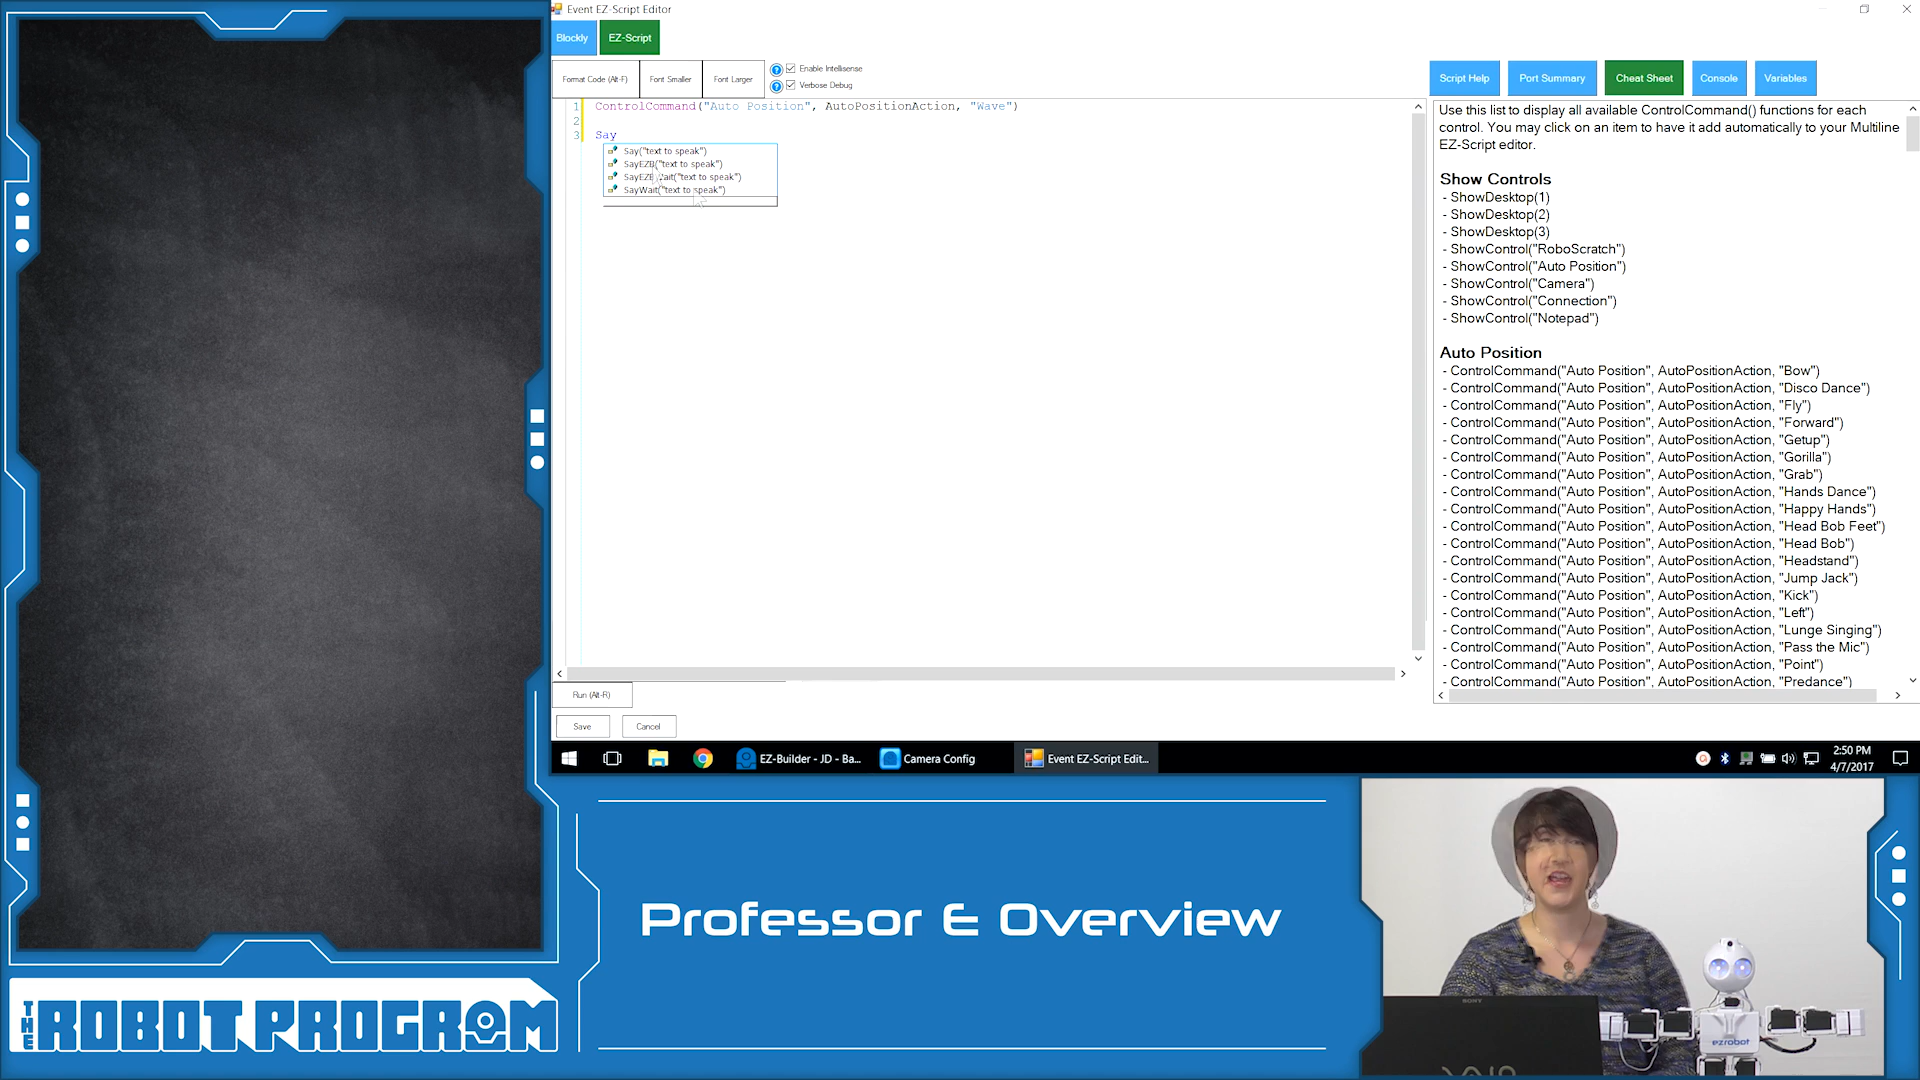 Event EZ-Script Editor
Blockly
EZ-Script
Format Code (Alt-F)
Font Smaller
Font Larger
Enable Intellisense
Verbose Debug
Script Help
Port Summary
Cheat Sheet
Console
Variables
1 ControlCommand("Auto Position", AutoPositionAction, "Wave")
2
3 Say
Say("text to speak")
SayEZB("text to speak")
SayEZBWait("text to speak")
SayWait("text to speak")
Run (Alt-R)
Save
Cancel
Use this list to display all available ControlCommand() functions for each
control. You may click on an item to have it add automatically to your Multiline
EZ-Script editor.
Show Controls
- ShowDesktop(1)
- ShowDesktop(2)
- ShowDesktop(3)
- ShowControl("RoboScratch")
- ShowControl("Auto Position")
- ShowControl("Camera")
- ShowControl("Connection")
- ShowControl("Notepad")
Auto Position
- ControlCommand("Auto Position", AutoPositionAction, "Bow")
- ControlCommand("Auto Position", AutoPositionAction, "Disco Dance")
- ControlCommand("Auto Position", AutoPositionAction, "Fly")
- ControlCommand("Auto Position", AutoPositionAction, "Forward")
- ControlCommand("Auto Position", AutoPositionAction, "Getup")
- ControlCommand("Auto Position", AutoPositionAction, "Gorilla")
- ControlCommand("Auto Position", AutoPositionAction, "Grab")
- ControlCommand("Auto Position", AutoPositionAction, "Hands Dance")
- ControlCommand("Auto Position", AutoPositionAction, "Happy Hands")
- ControlCommand("Auto Position", AutoPositionAction, "Head Bob Feet")
- ControlCommand("Auto Position", AutoPositionAction, "Head Bob")
- ControlCommand("Auto Position", AutoPositionAction, "Headstand")
- ControlCommand("Auto Position", AutoPositionAction, "Jump Jack")
- ControlCommand("Auto Position", AutoPositionAction, "Kick")
- ControlCommand("Auto Position", AutoPositionAction, "Left")
- ControlCommand("Auto Position", AutoPositionAction, "Lunge Singing")
- ControlCommand("Auto Position", AutoPositionAction, "Pass the Mic")
- ControlCommand("Auto Position", AutoPositionAction, "Point")
- ControlCommand("Auto Position", AutoPositionAction, "Predance")
EZ-Builder - JD - Ba...
Camera Config
Event EZ-Script Edit...
2:50 PM
4/7/2017
Professor E Overview
THE ROBOT PROGRAM
SONY
VAIO
ezrobot